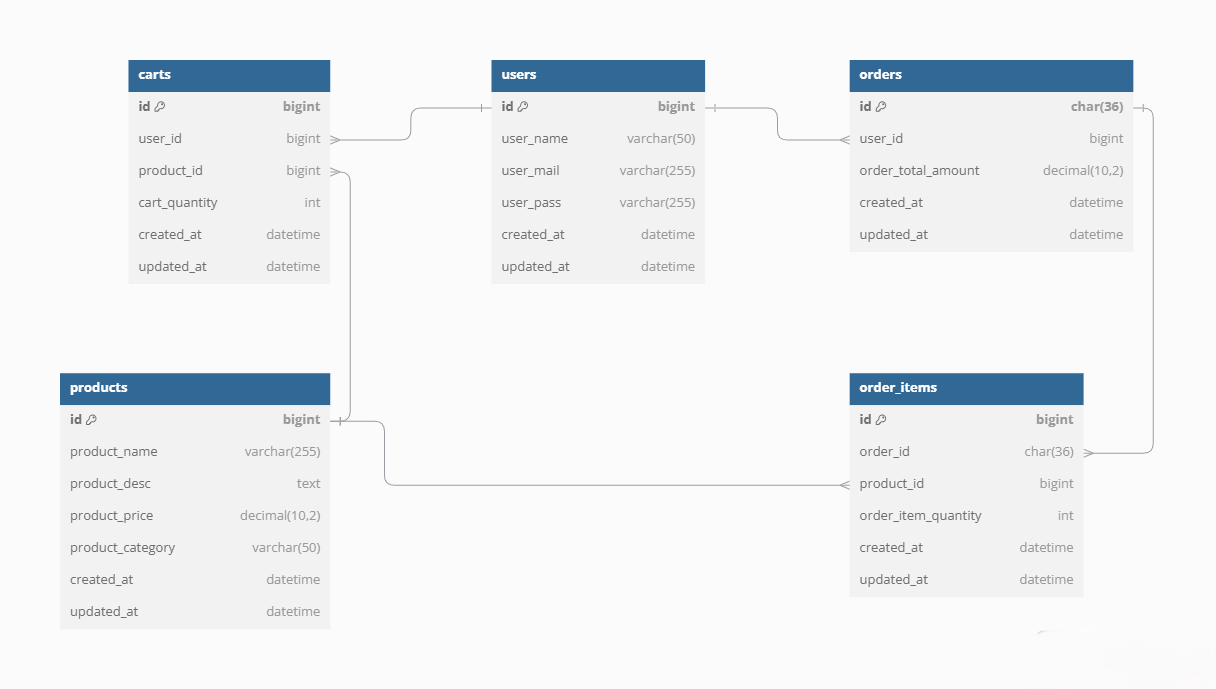 carts
id bigint
user_id bigint
product_id bigint
cart_quantity int
created_at datetime
updated_at datetime
users
id bigint
user_name varchar(50)
user_mail varchar(255)
user_pass varchar(255)
created_at datetime
updated_at datetime
orders
id char(36)
user_id bigint
order_total_amount decimal(10,2)
created_at datetime
updated_at datetime
products
id bigint
product_name varchar(255)
product_desc text
product_price decimal(10,2)
product_category varchar(50)
created_at datetime
updated_at datetime
order_items
id bigint
order_id char(36)
product_id bigint
order_item_quantity int
created_at datetime
updated_at datetime